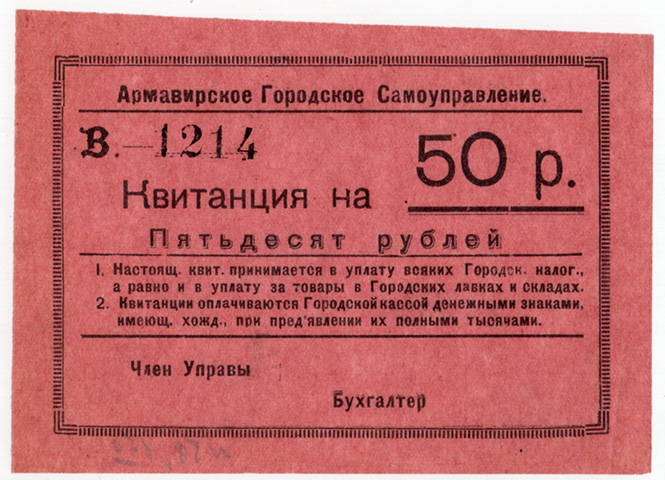 Армавирское Городское Самоуправление.
В. — 1214
50 р.
Квитанция на
Пятьдесят рублей
1. Настоящ. квит. принимается в уплату всяких Городск. налог.,
а равно и в уплату за товары в Городских лавках и складах.
2. Квитанции оплачиваются Городской кассой денежными знаками,
имеющ. хожд., при пред'явлении их полными тысячами.
Член Управы
Бухгалтер